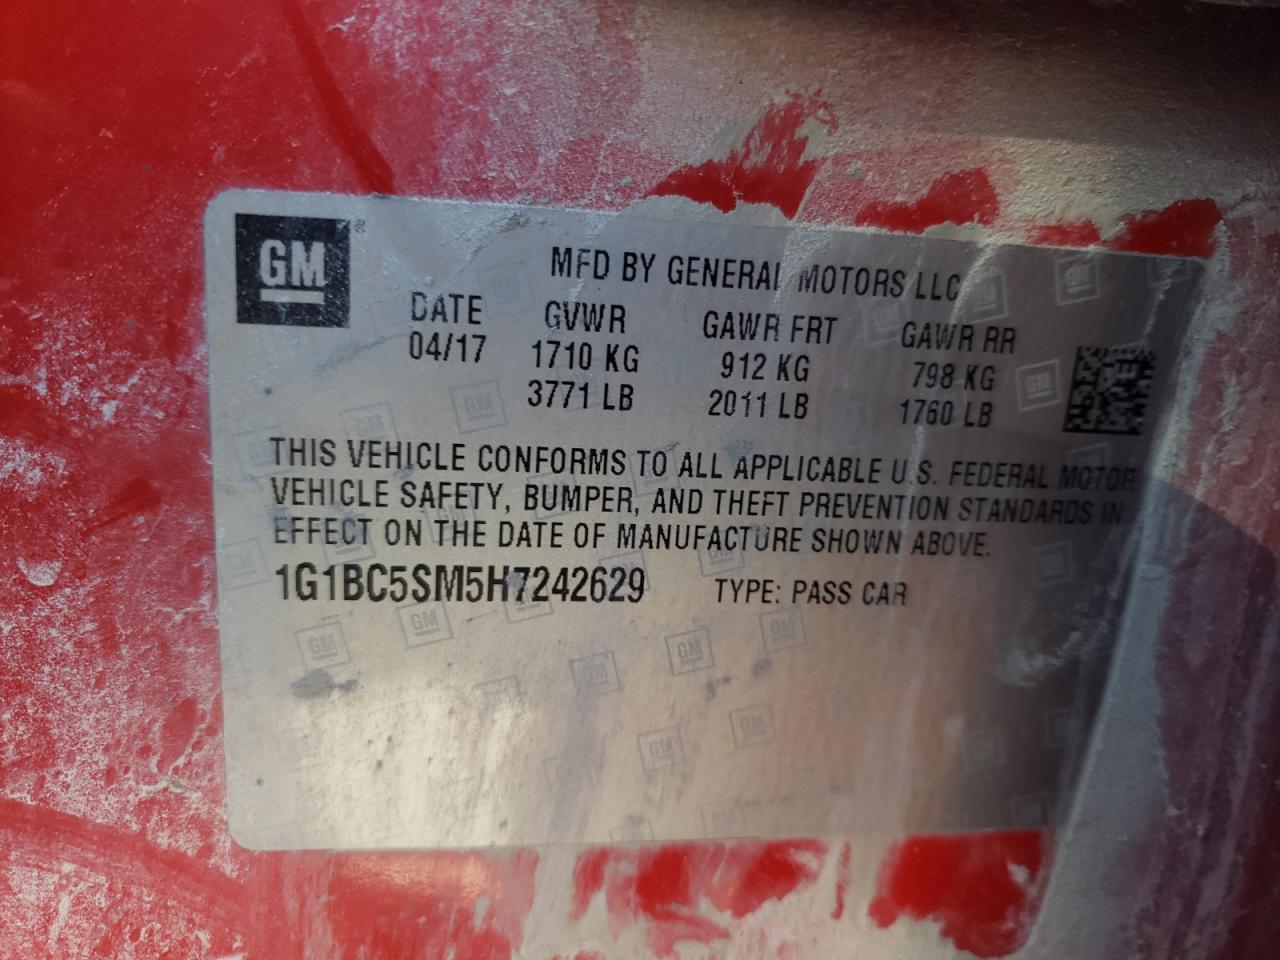 GM ®
MFD BY GENERAL MOTORS LLC
DATE GVWR GAWR FRT GAWR RR
04/17 1710 KG 912 KG 798 KG
3771 LB 2011 LB 1760 LB
THIS VEHICLE CONFORMS TO ALL APPLICABLE U.S. FEDERAL MOTOR
VEHICLE SAFETY, BUMPER, AND THEFT PREVENTION STANDARDS IN
EFFECT ON THE DATE OF MANUFACTURE SHOWN ABOVE.
1G1BC5SM5H7242629 TYPE: PASS CAR